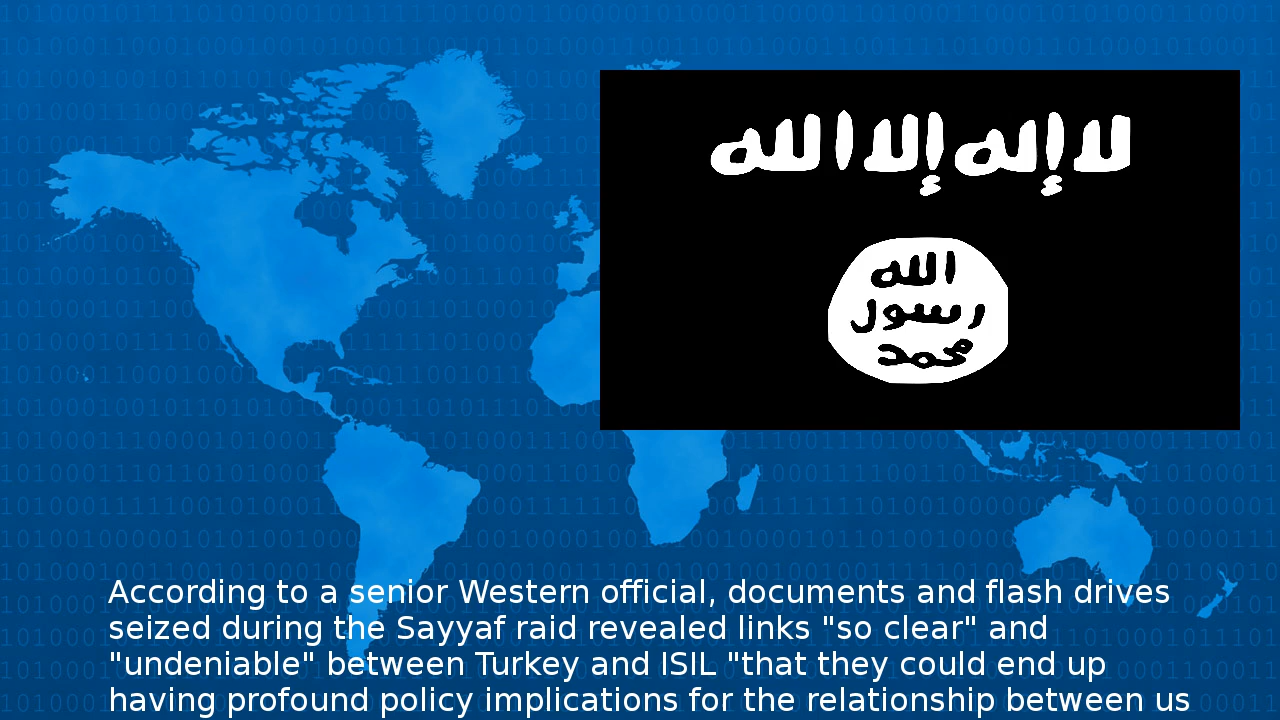 لا إله إلا الله
الله
رسول
محمد
According to a senior Western official, documents and flash drives
seized during the Sayyaf raid revealed links "so clear" and
"undeniable" between Turkey and ISIL "that they could end up
having profound policy implications for the relationship between us